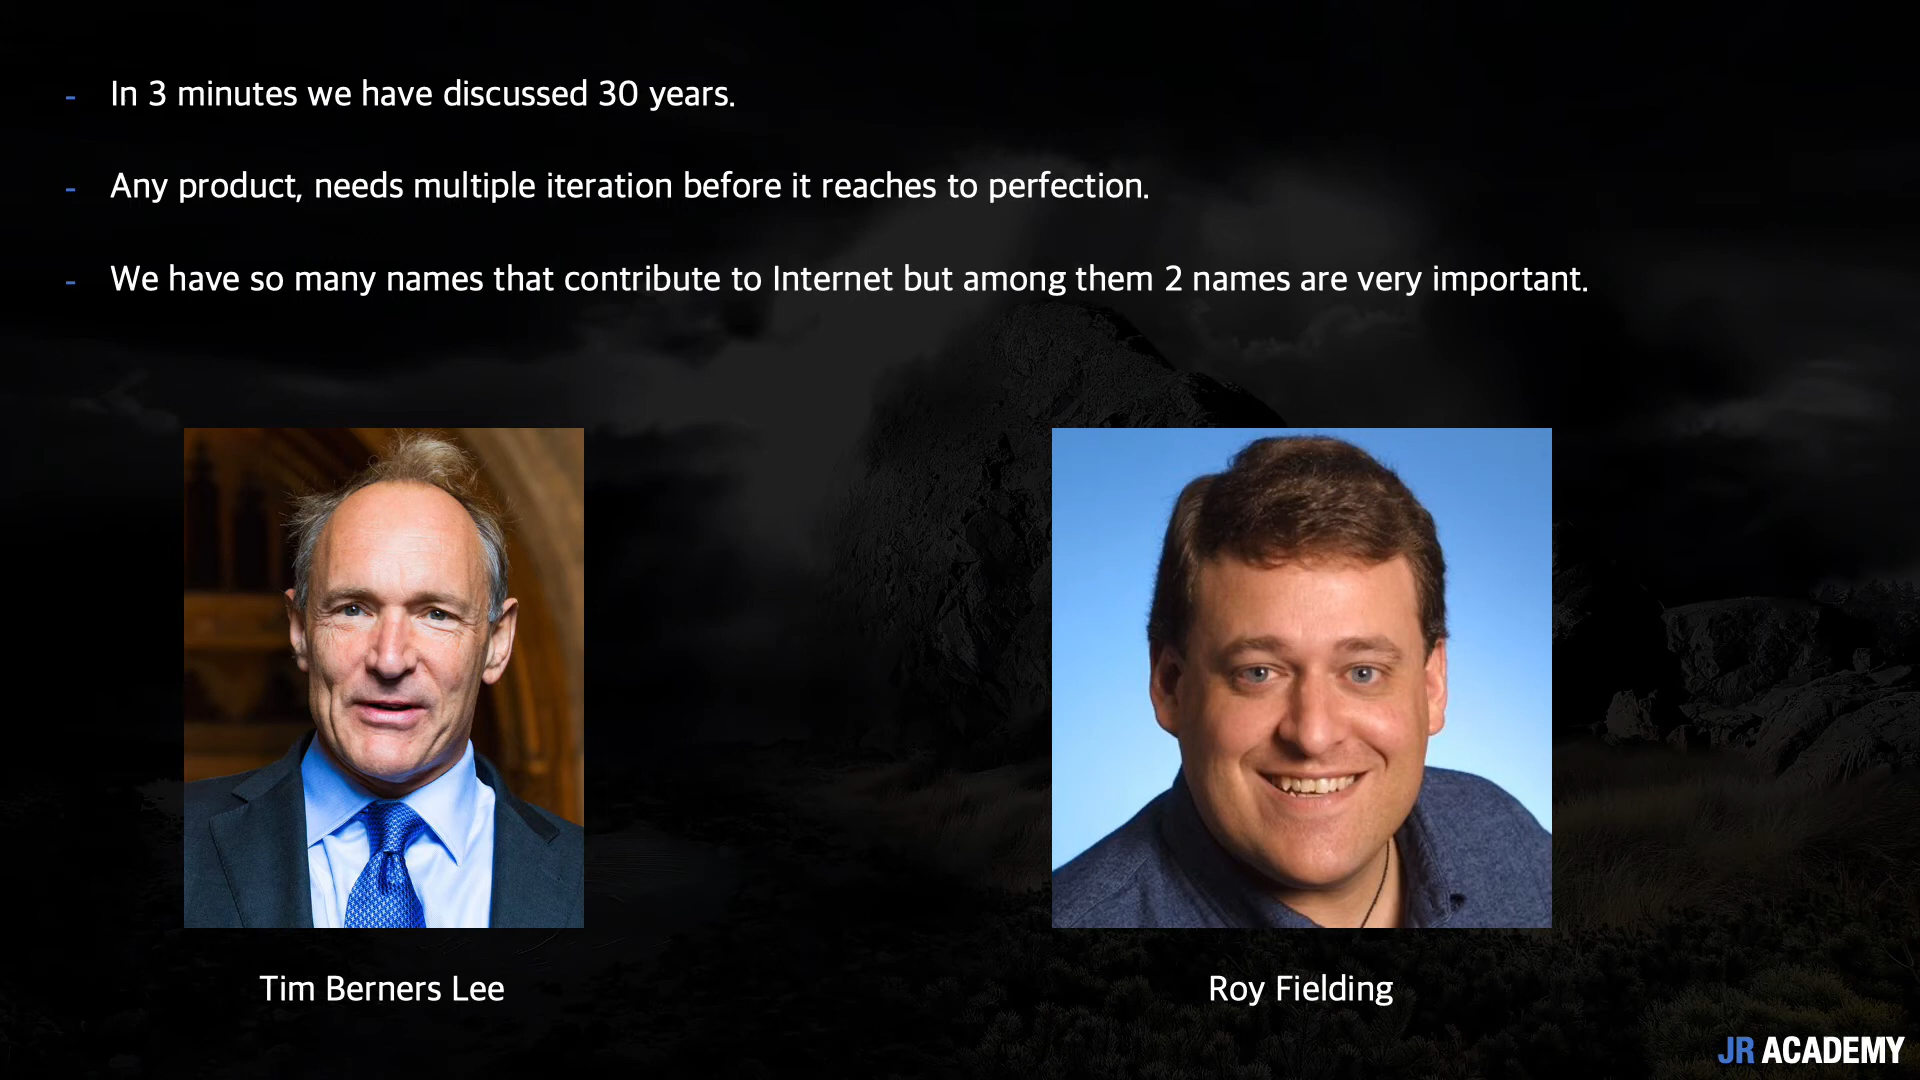 - In 3 minutes we have discussed 30 years.
- Any product, needs multiple iteration before it reaches to perfection.
- We have so many names that contribute to Internet but among them 2 names are very important.
Tim Berners Lee
Roy Fielding
JR ACADEMY